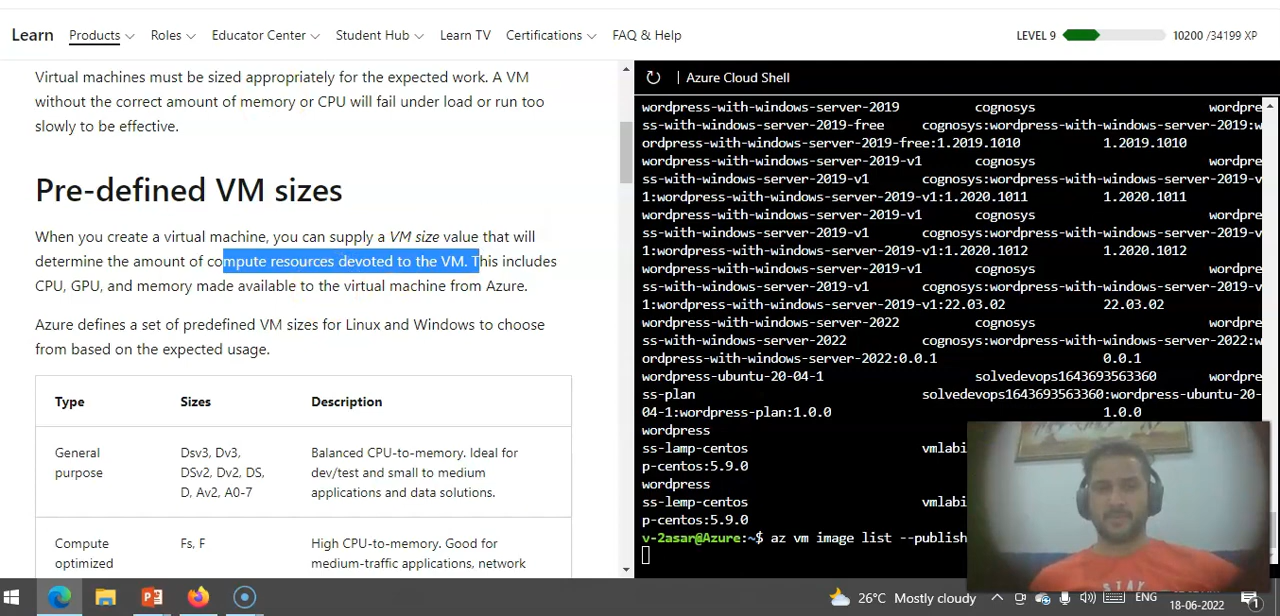 Learn Products Roles Educator Center Student Hub Learn TV Certifications FAQ & Help LEVEL 9 10200 /34199 XP
Virtual machines must be sized appropriately for the expected work. A VM
without the correct amount of memory or CPU will fail under load or run too
slowly to be effective.
Pre-defined VM sizes
When you create a virtual machine, you can supply a VM size value that will
determine the amount of compute resources devoted to the VM. This includes
CPU, GPU, and memory made available to the virtual machine from Azure.
Azure defines a set of predefined VM sizes for Linux and Windows to choose
from based on the expected usage.
Type Sizes Description
General Dsv3, Dv3, Balanced CPU-to-memory. Ideal for
purpose DSv2, Dv2, DS, dev/test and small to medium
D, Av2, A0-7 applications and data solutions.
Compute Fs, F High CPU-to-memory. Good for
optimized medium-traffic applications, network
Azure Cloud Shell
wordpress-with-windows-server-2019 cognosys wordpre
ss-with-windows-server-2019-free cognosys:wordpress-with-windows-server-2019:w
ordpress-with-windows-server-2019-free:1.2019.1010 1.2019.1010
wordpress-with-windows-server-2019-v1 cognosys wordpre
ss-with-windows-server-2019-v1 cognosys:wordpress-with-windows-server-2019-v
1:wordpress-with-windows-server-2019-v1:1.2020.1011 1.2020.1011
wordpress-with-windows-server-2019-v1 cognosys wordpre
ss-with-windows-server-2019-v1 cognosys:wordpress-with-windows-server-2019-v
1:wordpress-with-windows-server-2019-v1:1.2020.1012 1.2020.1012
wordpress-with-windows-server-2019-v1 cognosys wordpre
ss-with-windows-server-2019-v1 cognosys:wordpress-with-windows-server-2019-v
1:wordpress-with-windows-server-2019-v1:22.03.02 22.03.02
wordpress-with-windows-server-2022 cognosys wordpre
ss-with-windows-server-2022 cognosys:wordpress-with-windows-server-2022:w
ordpress-with-windows-server-2022:0.0.1 0.0.1
wordpress-ubuntu-20-04-1 solvedevops1643693563360 wordpre
ss-plan solvedevops1643693563360:wordpress-ubuntu-20-
04-1:wordpress-plan:1.0.0 1.0.0
wordpress
ss-lamp-centos vmlabi
p-centos:5.9.0
wordpress
ss-lemp-centos vmlabi
p-centos:5.9.0
v-2asar@Azure:~$ az vm image list --publish
26°C Mostly cloudy ENG
18-06-2022 1